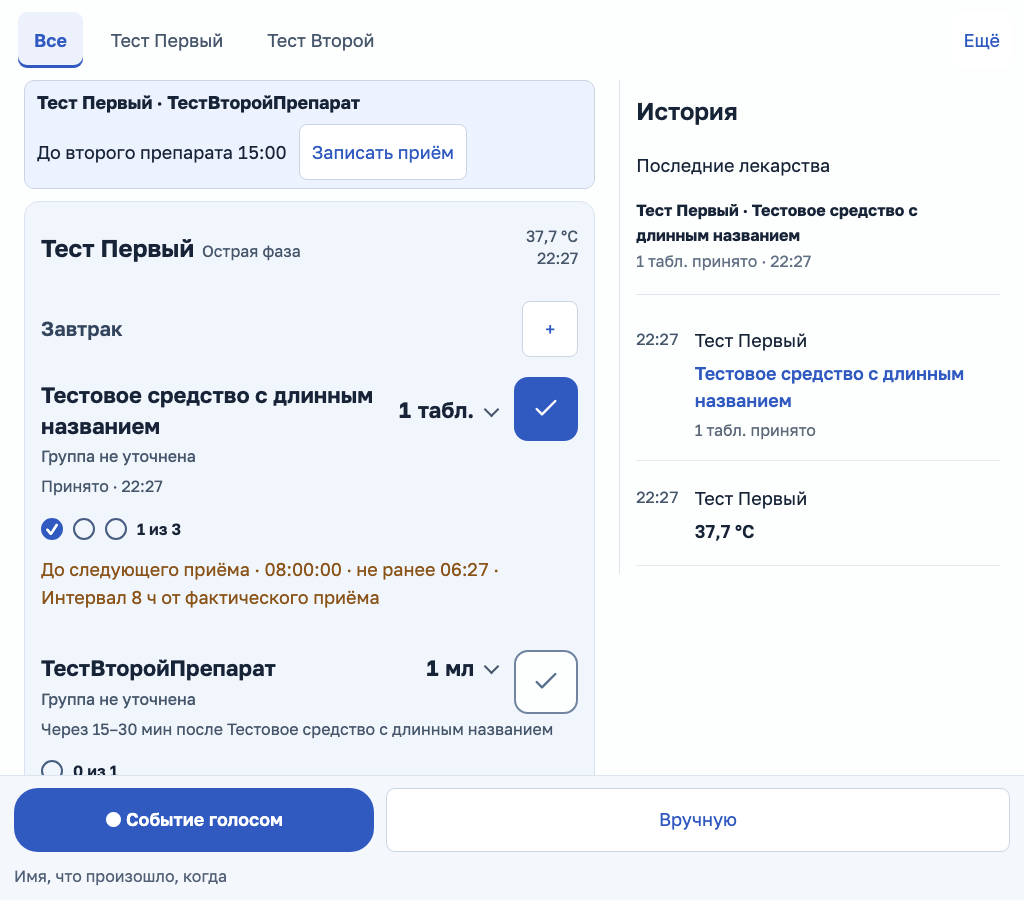 Все
Тест Первый
Тест Второй
Ещё
Тест Первый · ТестВторойПрепарат
До второго препарата 15:00
Записать приём
Тест Первый Острая фаза
37,7 °C
22:27
Завтрак
+
Тестовое средство с длинным
названием
1 табл.
Группа не уточнена
Принято · 22:27
1 из 3
До следующего приёма · 08:00:00 · не ранее 06:27 ·
Интервал 8 ч от фактического приёма
ТестВторойПрепарат
1 мл
Группа не уточнена
Через 15–30 мин после Тестовое средство с длинным названием
0 из 1
История
Последние лекарства
Тест Первый · Тестовое средство с
длинным названием
1 табл. принято · 22:27
22:27 Тест Первый
Тестовое средство с длинным
названием
1 табл. принято
22:27 Тест Первый
37,7 °C
Событие голосом
Вручную
Имя, что произошло, когда